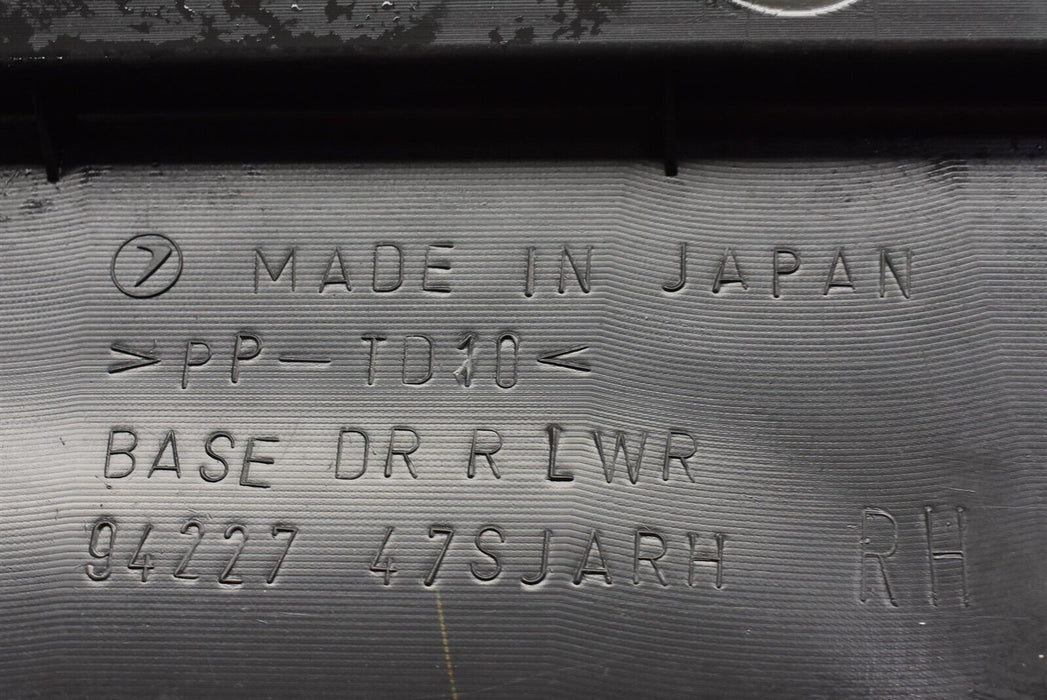 MADE IN JAPAN
>PP-TD10<
BASE DR R LWR
94227 47SJARH RH